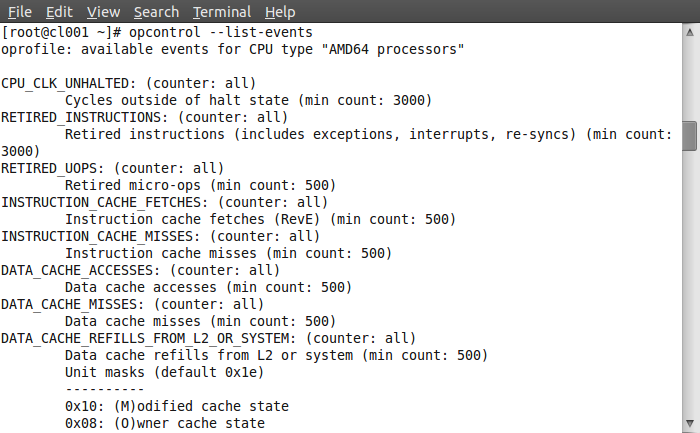 File Edit View Search Terminal Help
[root@cl001 ~]# opcontrol --list-events
oprofile: available events for CPU type "AMD64 processors"

CPU_CLK_UNHALTED: (counter: all)
        Cycles outside of halt state (min count: 3000)
RETIRED_INSTRUCTIONS: (counter: all)
        Retired instructions (includes exceptions, interrupts, re-syncs) (min count:
3000)
RETIRED_UOPS: (counter: all)
        Retired micro-ops (min count: 500)
INSTRUCTION_CACHE_FETCHES: (counter: all)
        Instruction cache fetches (RevE) (min count: 500)
INSTRUCTION_CACHE_MISSES: (counter: all)
        Instruction cache misses (min count: 500)
DATA_CACHE_ACCESSES: (counter: all)
        Data cache accesses (min count: 500)
DATA_CACHE_MISSES: (counter: all)
        Data cache misses (min count: 500)
DATA_CACHE_REFILLS_FROM_L2_OR_SYSTEM: (counter: all)
        Data cache refills from L2 or system (min count: 500)
        Unit masks (default 0x1e)
        ----------
        0x10: (M)odified cache state
        0x08: (O)wner cache state